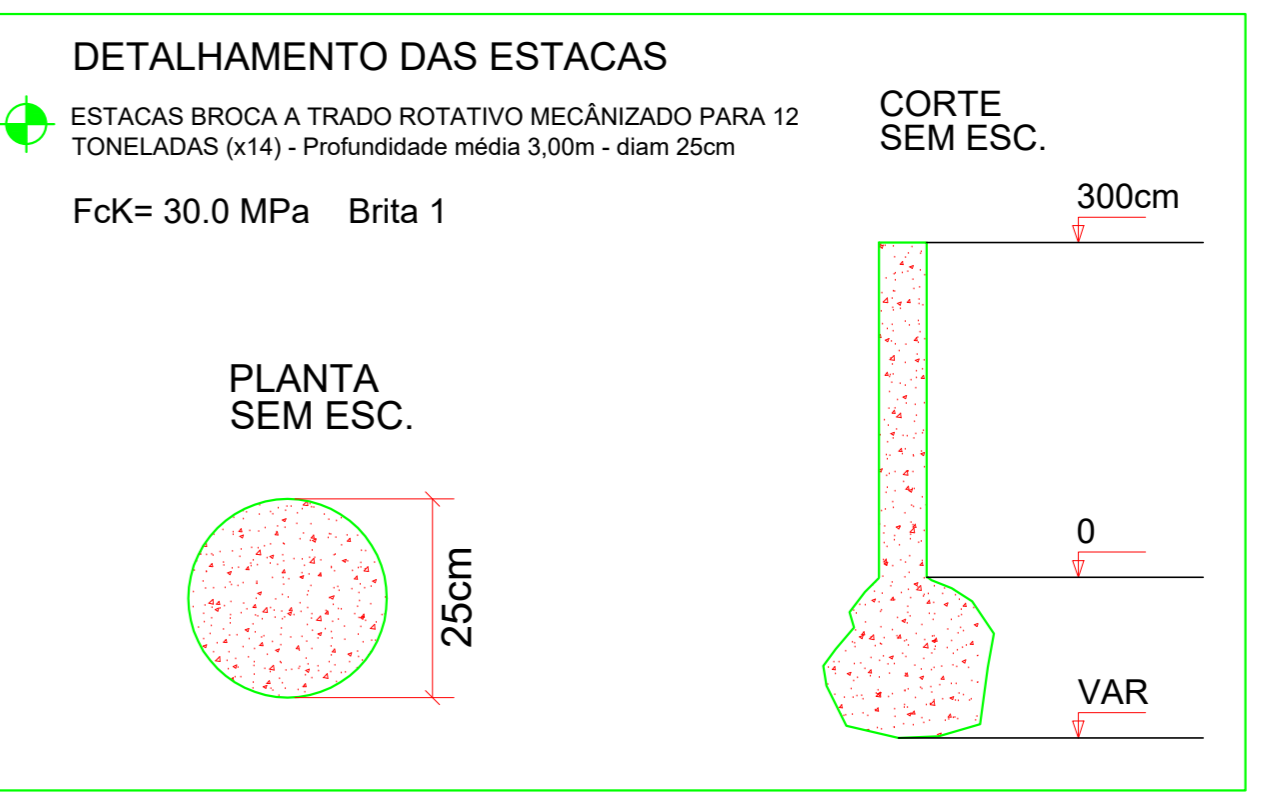 DETALHAMENTO DAS ESTACAS
ESTACAS BROCA A TRADO ROTATIVO MECÂNIZADO PARA 12
TONELADAS (x14) - Profundidade média 3,00m - diam 25cm
FcK= 30.0 MPa    Brita 1
CORTE
SEM ESC.
300cm
0
VAR
PLANTA
SEM ESC.
25cm